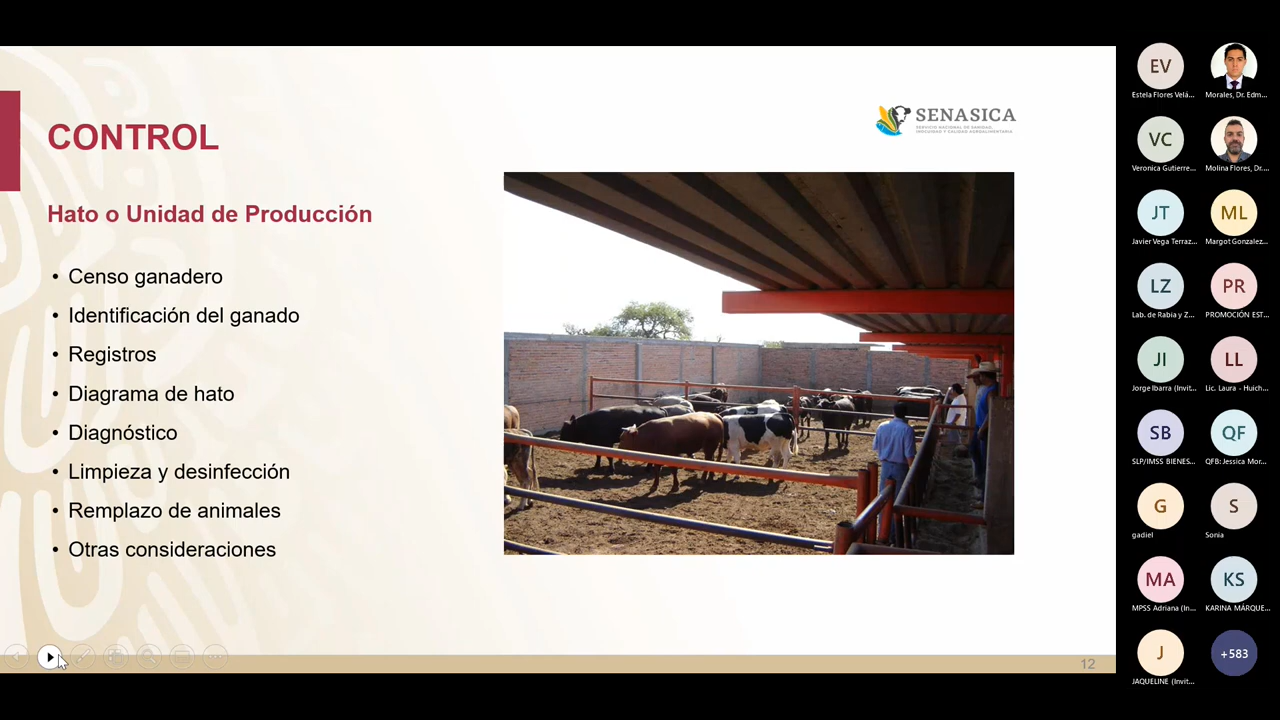 CONTROL
SENASICA
SERVICIO NACIONAL DE SANIDAD,
INOCUIDAD Y CALIDAD AGROALIMENTARIA
Hato o Unidad de Producción
• Censo ganadero
• Identificación del ganado
• Registros
• Diagrama de hato
• Diagnóstico
• Limpieza y desinfección
• Remplazo de animales
• Otras consideraciones
12
EV
Estela Flores Velá...
Morales, Dr. Edm...
VC
Veronica Gutierre...
Molina Flores, Dr....
JT
Javier Vega Terraz...
ML
Margot Gonzalez...
LZ
Lab. de Rabia y Z...
PR
PROMOCIÓN EST...
JI
Jorge Ibarra (Invit...
LL
Lic. Laura - Huich...
SB
SLP/IMSS BIENES...
QF
QFB: Jessica Mor...
G
gadiel
S
Sonia
MA
MPSS Adriana (In...
KS
KARINA MÁRQUE...
J
JAQUELINE (Invit...
+583